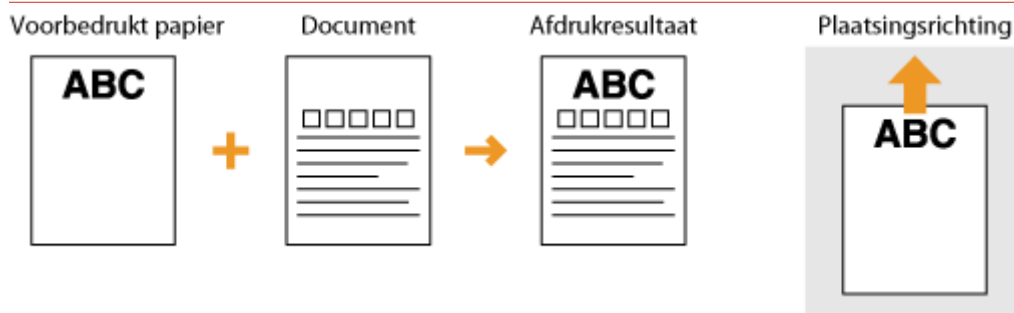 Voorbedrukt papier
Document
Afdrukresultaat
Plaatsingsrichting
ABC
ABC
ABC